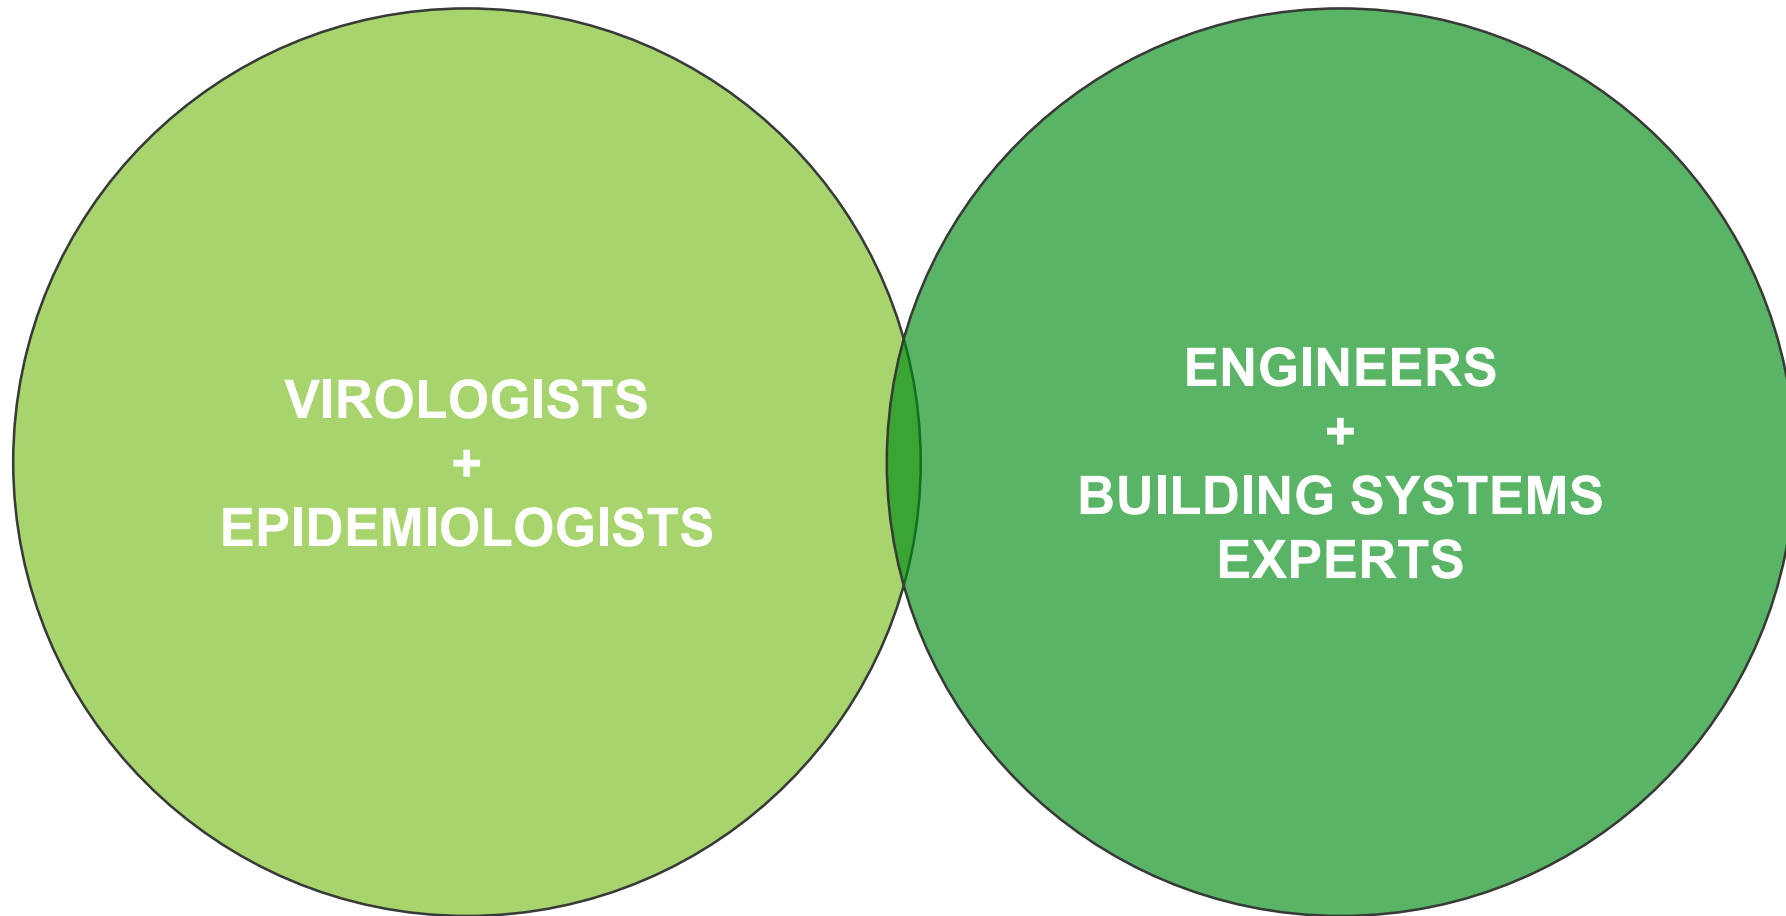 VIROLOGISTS
+
EPIDEMIOLOGISTS
ENGINEERS
+
BUILDING SYSTEMS
EXPERTS